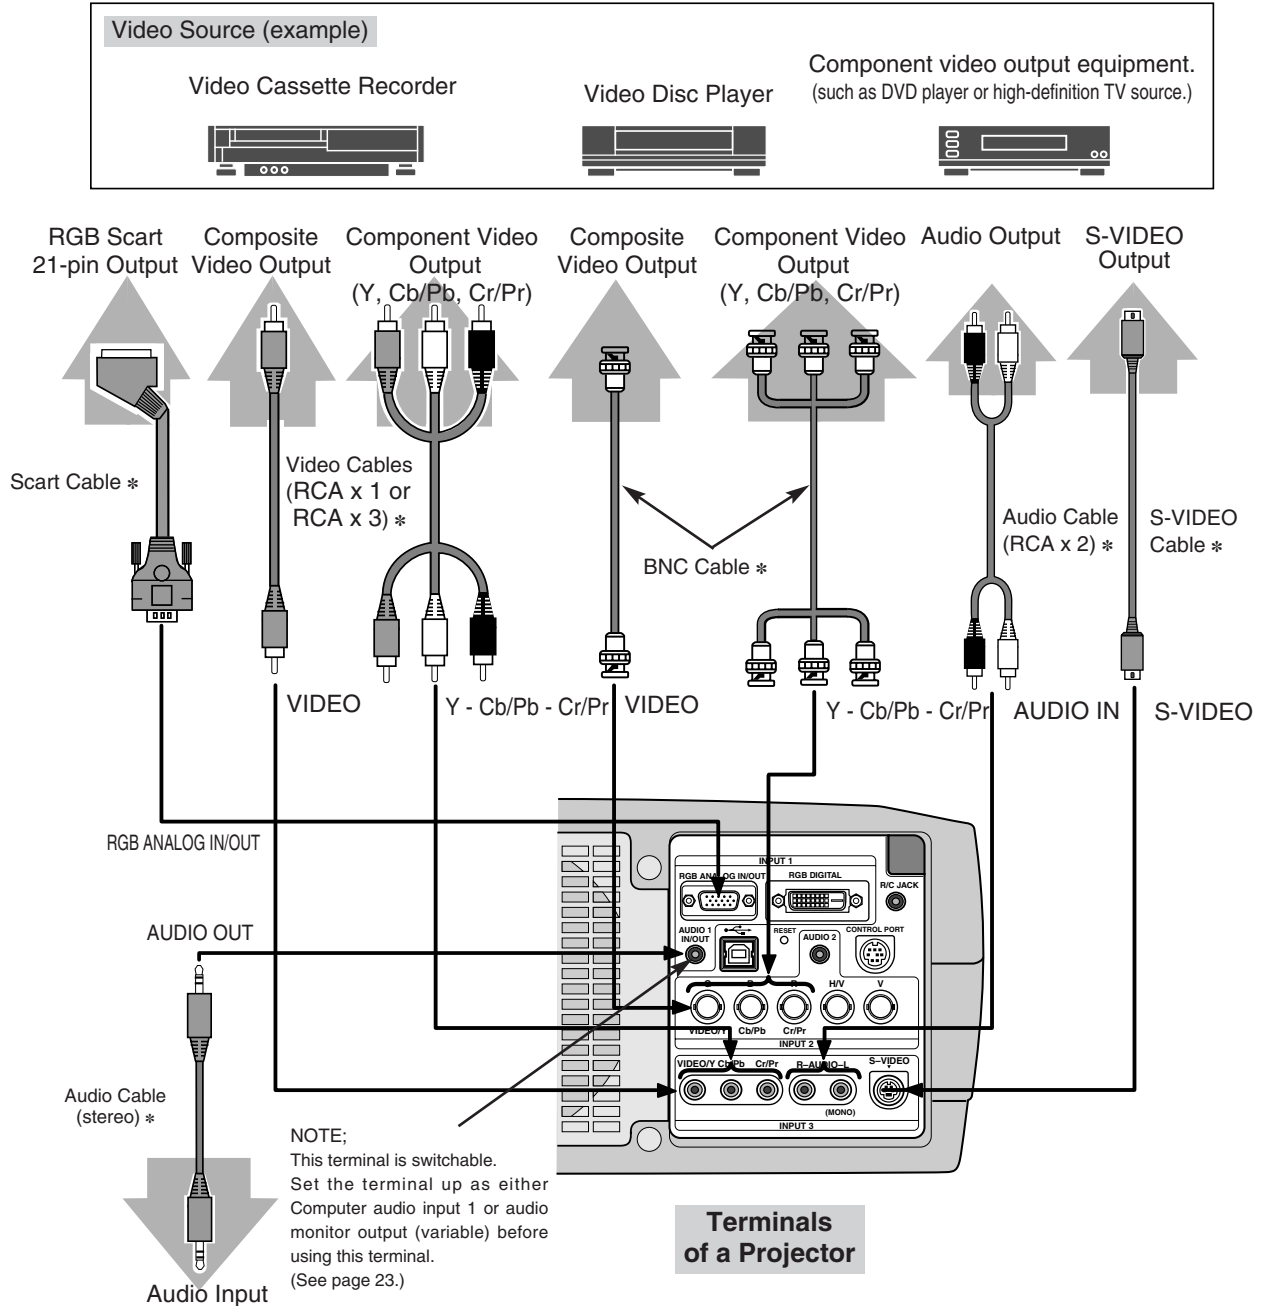 Video Source (example)
Video Cassette Recorder
Video Disc Player
Component video output equipment.
(such as DVD player or high-definition TV source.)
RGB Scart
21-pin Output
Composite
Video Output
Component Video
Output
(Y, Cb/Pb, Cr/Pr)
Composite
Video Output
Component Video
Output
(Y, Cb/Pb, Cr/Pr)
Audio Output
S-VIDEO
Output
Scart Cable ✻
Video Cables
(RCA x 1 or
RCA x 3) ✻
BNC Cable ✻
Audio Cable
(RCA x 2) ✻
S-VIDEO
Cable ✻
VIDEO
Y - Cb/Pb - Cr/Pr
VIDEO
Y - Cb/Pb - Cr/Pr
AUDIO IN
S-VIDEO
RGB ANALOG IN/OUT
AUDIO OUT
INPUT 1
RGB ANALOG IN/OUT
RGB DIGITAL
R/C JACK
AUDIO 1
IN/OUT
RESET
AUDIO 2
CONTROL PORT
G
B
R
H/V
V
VIDEO/Y
Cb/Pb
Cr/Pr
INPUT 2
VIDEO/Y
Cb/Pb
Cr/Pr
R–AUDIO–L
S–VIDEO
(MONO)
INPUT 3
Audio Cable
(stereo) ✻
NOTE;
This terminal is switchable.
Set the terminal up as either
Computer audio input 1 or audio
monitor output (variable) before
using this terminal.
(See page 23.)
Terminals
of a Projector
Audio Input